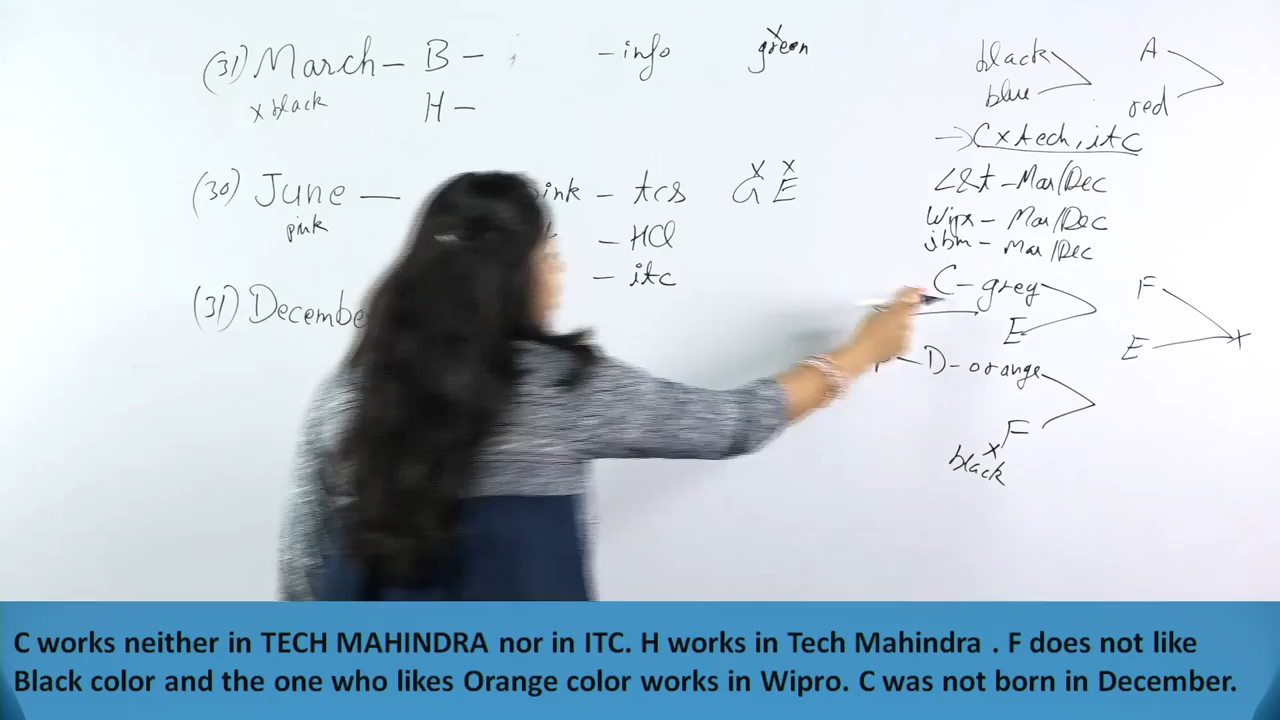 (31) March – B – – info green x
x black H –
(30) June – pink – tcs G x E x
pink – HCl
– itc
(31) Decembe
black A
blue red
→ C x tech, itc
L&t – Mar/Dec
Wipr – Mar/Dec
ibm – Mar/Dec
C – grey F
E E x
D – orange
F
black x
C works neither in TECH MAHINDRA nor in ITC. H works in Tech Mahindra . F does not like
Black color and the one who likes Orange color works in Wipro. C was not born in December.